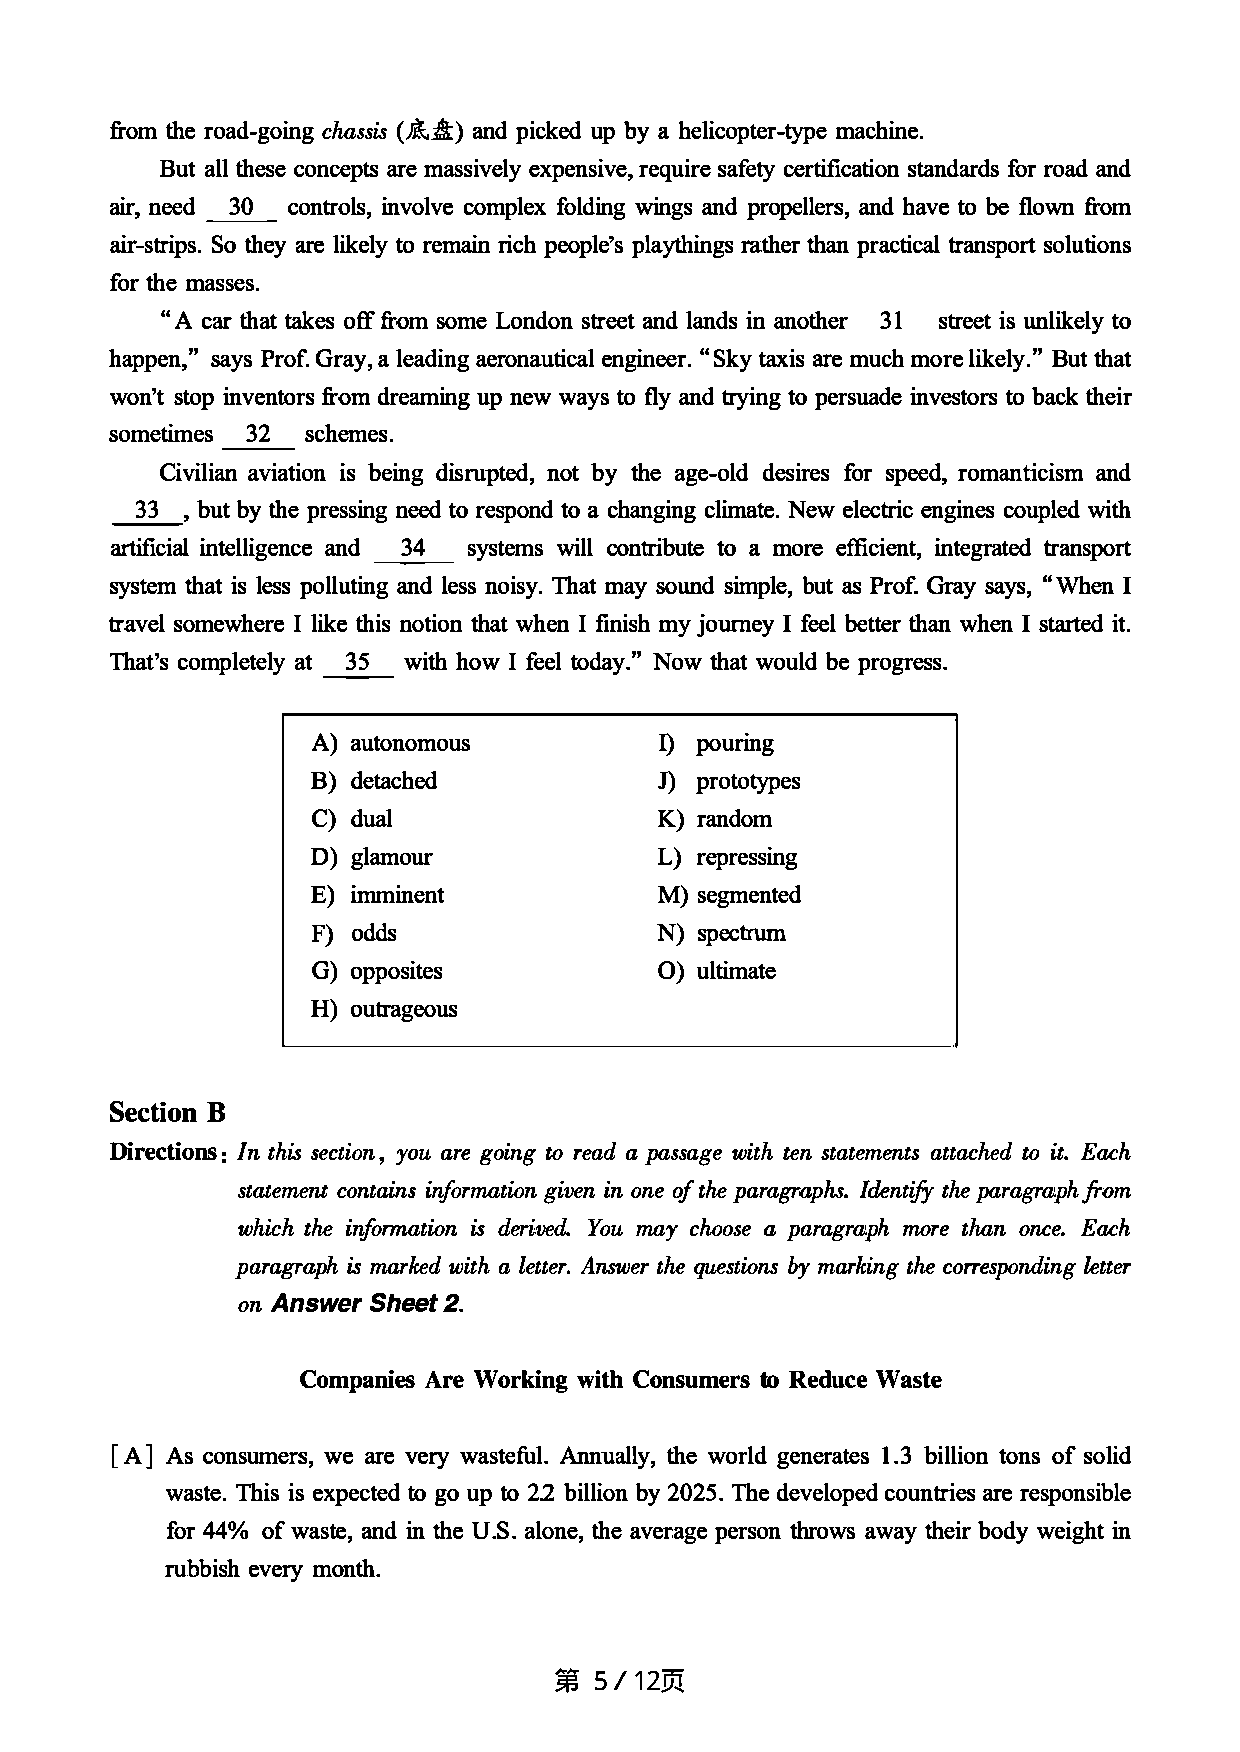 from the road-going chassis (底盘) and picked up by a helicopter-type machine.
But all these concepts are massively expensive, require safety certification standards for road and
air, need 30 controls, involve complex folding wings and propellers, and have to be flown from
air-strips. So they are likely to remain rich people's playthings rather than practical transport solutions
for the masses.
“A car that takes off from some London street and lands in another 31 street is unlikely to
happen,” says Prof. Gray, a leading aeronautical engineer. “Sky taxis are much more likely.” But that
won't stop inventors from dreaming up new ways to fly and trying to persuade investors to back their
sometimes 32 schemes.
Civilian aviation is being disrupted, not by the age-old desires for speed, romanticism and
33, but by the pressing need to respond to a changing climate. New electric engines coupled with
artificial intelligence and 34 systems will contribute to a more efficient, integrated transport
system that is less polluting and less noisy. That may sound simple, but as Prof. Gray says, “When I
travel somewhere I like this notion that when I finish my journey I feel better than when I started it.
That's completely at 35 with how I feel today.” Now that would be progress.
A) autonomous
B) detached
C) dual
D) glamour
E) imminent
F) odds
G) opposites
H) outrageous
I) pouring
J) prototypes
K) random
L) repressing
M) segmented
N) spectrum
O) ultimate
Section B
Directions: In this section, you are going to read a passage with ten statements attached to it. Each
statement contains information given in one of the paragraphs. Identify the paragraph from
which the information is derived. You may choose a paragraph more than once. Each
paragraph is marked with a letter. Answer the questions by marking the corresponding letter
on Answer Sheet 2.
Companies Are Working with Consumers to Reduce Waste
[A] As consumers, we are very wasteful. Annually, the world generates 1.3 billion tons of solid
waste. This is expected to go up to 2.2 billion by 2025. The developed countries are responsible
for 44% of waste, and in the U.S. alone, the average person throws away their body weight in
rubbish every month.
第 5 / 12页